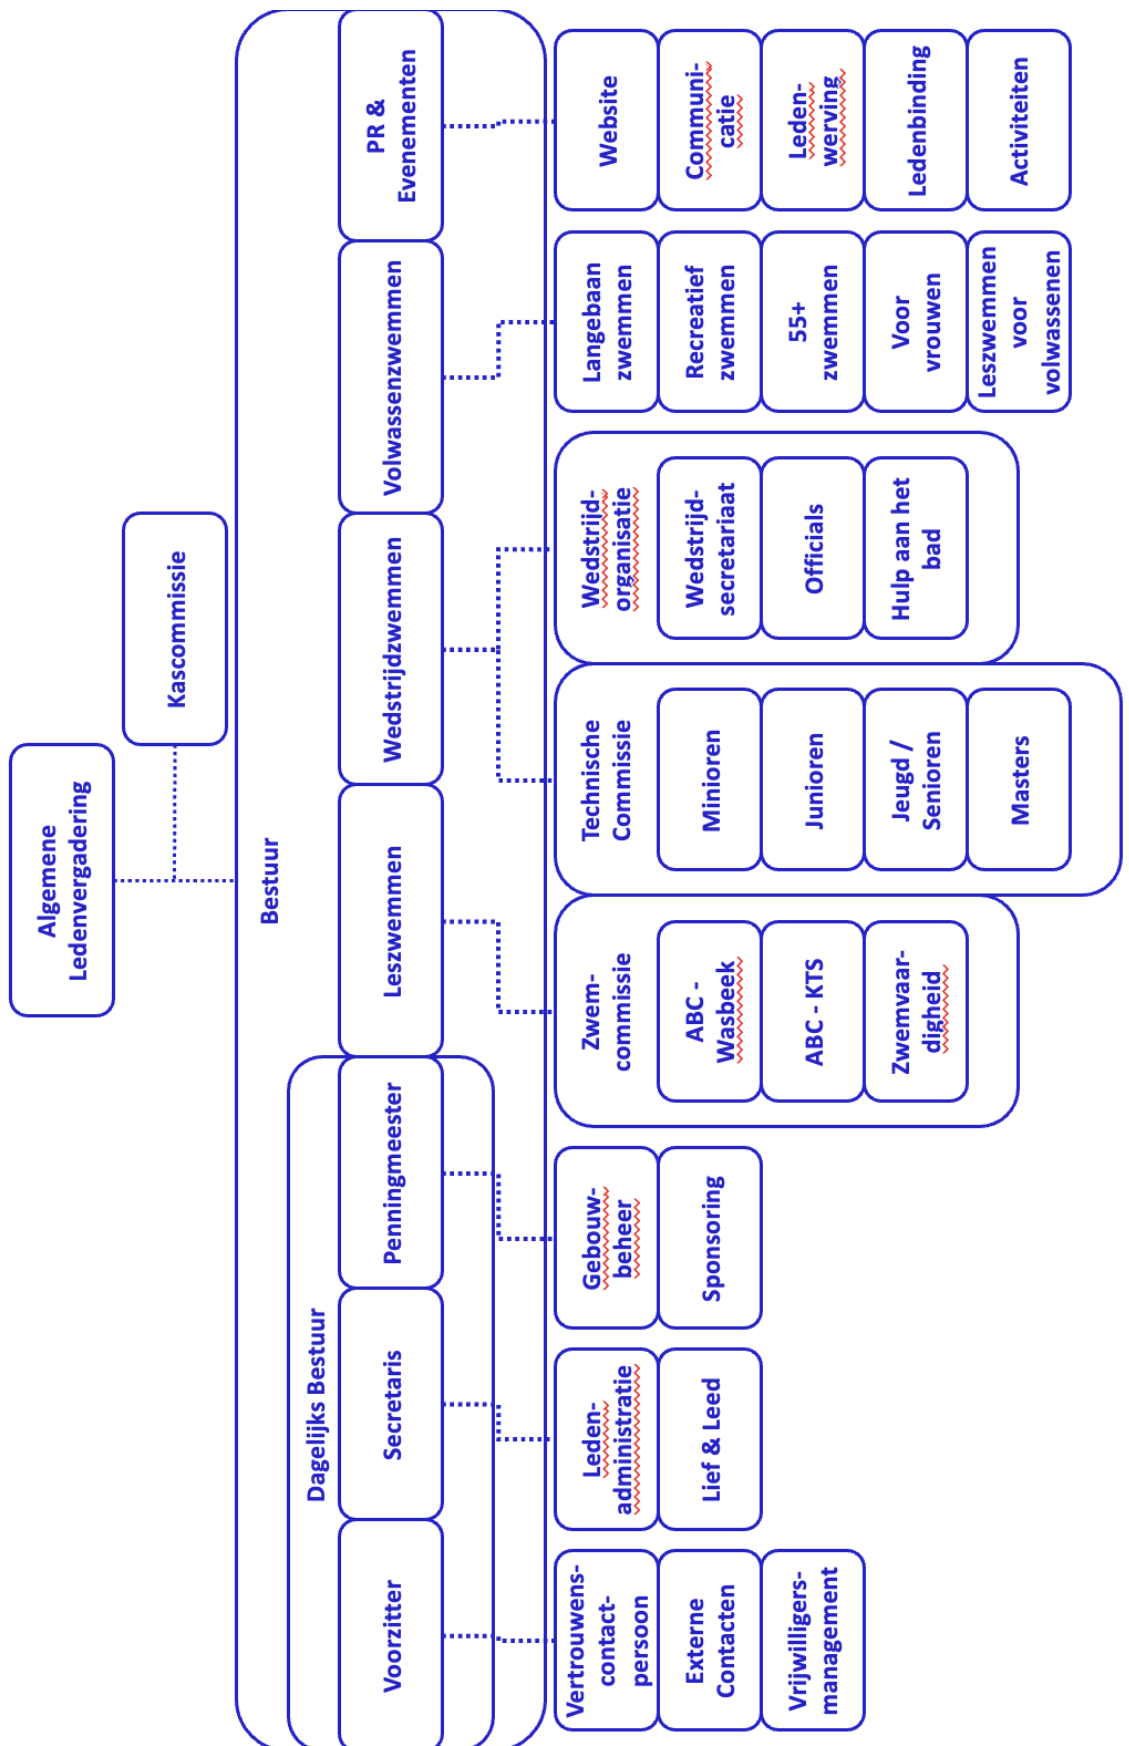 Algemene
Ledenvergadering
Kascommissie
Bestuur
Dagelijks Bestuur
Voorzitter
Secretaris
Penningmeester
Leszwemmen
Wedstrijdzwemmen
Volwassenzwemmen
PR &
Evenementen
Vertrouwens-
contact-
persoon
Externe
Contacten
Vrijwilligers-
management
Leden-
administratie
Lief & Leed
Gebouw-
beheer
Sponsoring
Zwem-
commissie
ABC -
Wasbeek
ABC - KTS
Zwemvaar-
digheid
Technische
Commissie
Minioren
Junioren
Jeugd /
Senioren
Masters
Wedstrijd-
organisatie
Wedstrijd-
secretariaat
Officials
Hulp aan het
bad
Langebaan
zwemmen
Recreatief
zwemmen
55+
zwemmen
Voor
vrouwen
Leszwemmen
voor
volwassenen
Website
Communi-
catie
Leden-
werving
Ledenbinding
Activiteiten